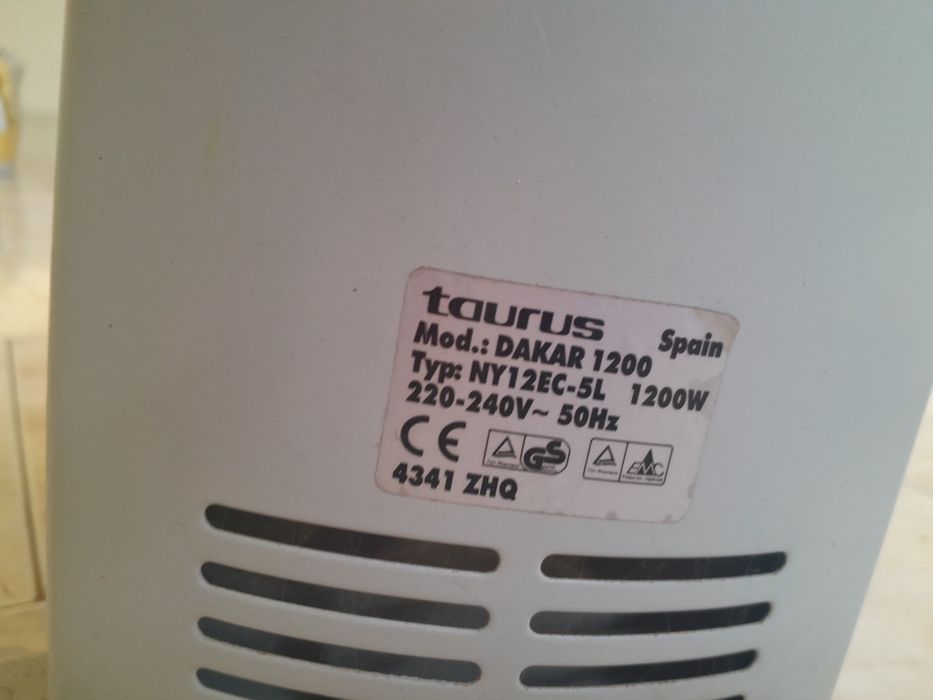 taurus
Spain
Mod.: DAKAR 1200
Typ: NY12EC-5L 1200W
220-240V~ 50Hz
CE
GS
EMC
4341 ZHQ